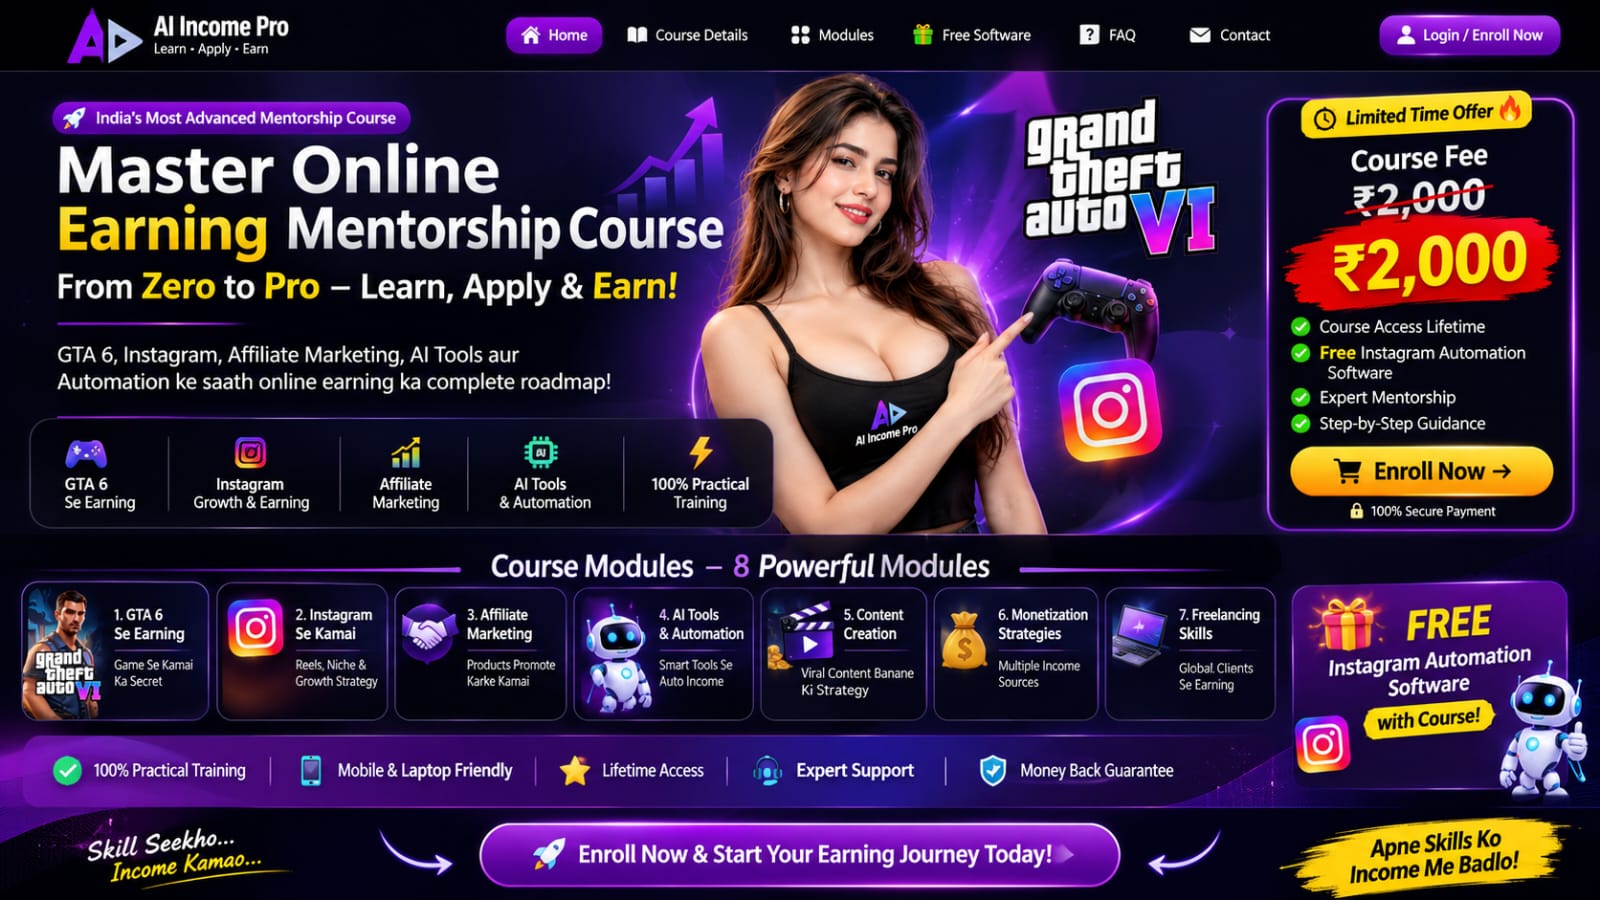 AI Income Pro
Learn • Apply • Earn
Home
Course Details
Modules
Free Software
FAQ
Contact
Login / Enroll Now
India's Most Advanced Mentorship Course
Master Online
Earning Mentorship Course
From Zero to Pro – Learn, Apply & Earn!
GTA 6, Instagram, Affiliate Marketing, AI Tools aur
Automation ke saath online earning ka complete roadmap!
GTA 6
Se Earning
Instagram
Growth & Earning
Affiliate
Marketing
AI Tools
& Automation
100% Practical
Training
AI Income Pro
grand
theft
auto VI
Limited Time Offer
Course Fee
₹2,000
₹2,000
Course Access Lifetime
Free Instagram Automation
Software
Expert Mentorship
Step-by-Step Guidance
Enroll Now →
100% Secure Payment
Course Modules – 8 Powerful Modules
grand
theft
auto VI
1. GTA 6
Se Earning
Game Se Kamai
Ka Secret
2. Instagram
Se Kamai
Reels, Niche &
Growth Strategy
3. Affiliate
Marketing
Products Promote
Karke Kamai
4. AI Tools
& Automation
Smart Tools Se
Auto Income
5. Content
Creation
Viral Content Banane
Ki Strategy
6. Monetization
Strategies
Multiple Income
Sources
7. Freelancing
Skills
Global. Clients
Se Earning
FREE
Instagram Automation
Software
with Course!
100% Practical Training
Mobile & Laptop Friendly
Lifetime Access
Expert Support
Money Back Guarantee
Skill Seekho...
Income Kamao...
Enroll Now & Start Your Earning Journey Today!
Apne Skills Ko
Income Me Badlo!